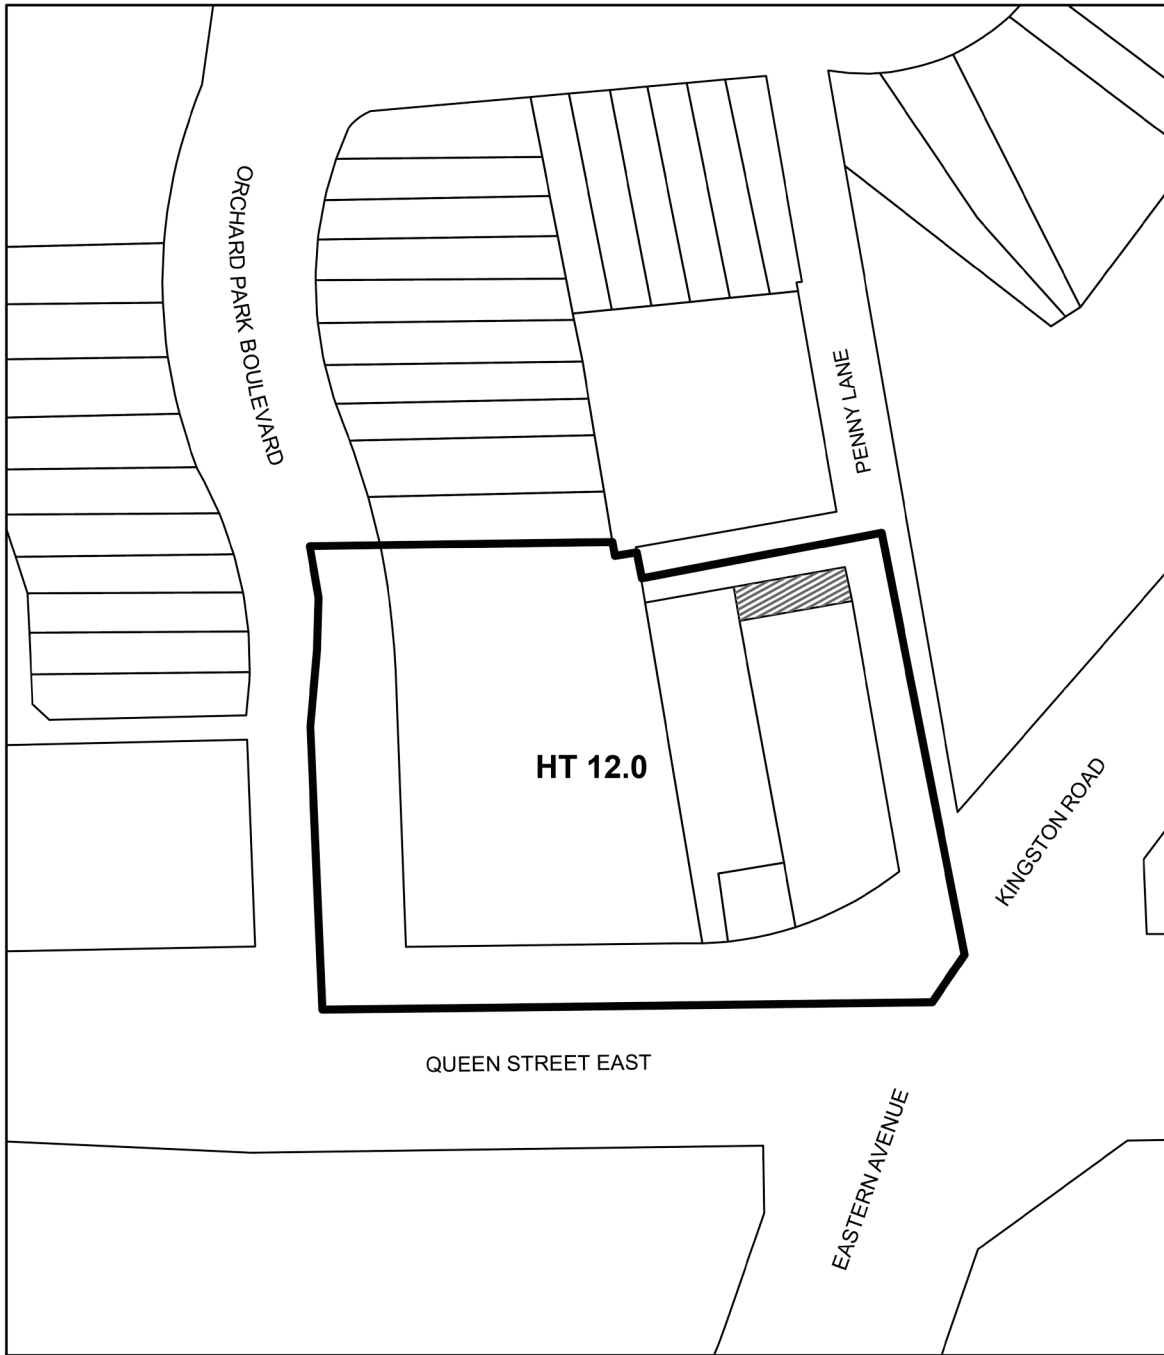 ORCHARD PARK BOULEVARD
PENNY LANE
HT 12.0
KINGSTON ROAD
QUEEN STREET EAST
EASTERN AVENUE